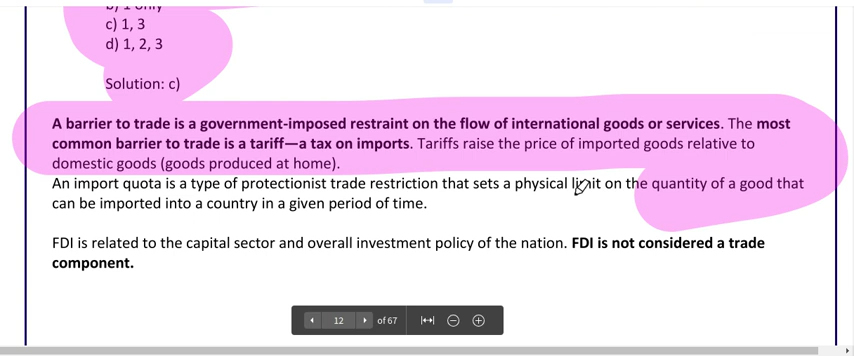 b) 1 only
c) 1, 3
d) 1, 2, 3
Solution: c)
A barrier to trade is a government-imposed restraint on the flow of international goods or services. The most
common barrier to trade is a tariff—a tax on imports. Tariffs raise the price of imported goods relative to
domestic goods (goods produced at home).
An import quota is a type of protectionist trade restriction that sets a physical limit on the quantity of a good that
can be imported into a country in a given period of time.
FDI is related to the capital sector and overall investment policy of the nation. FDI is not considered a trade
component.
12 of 67